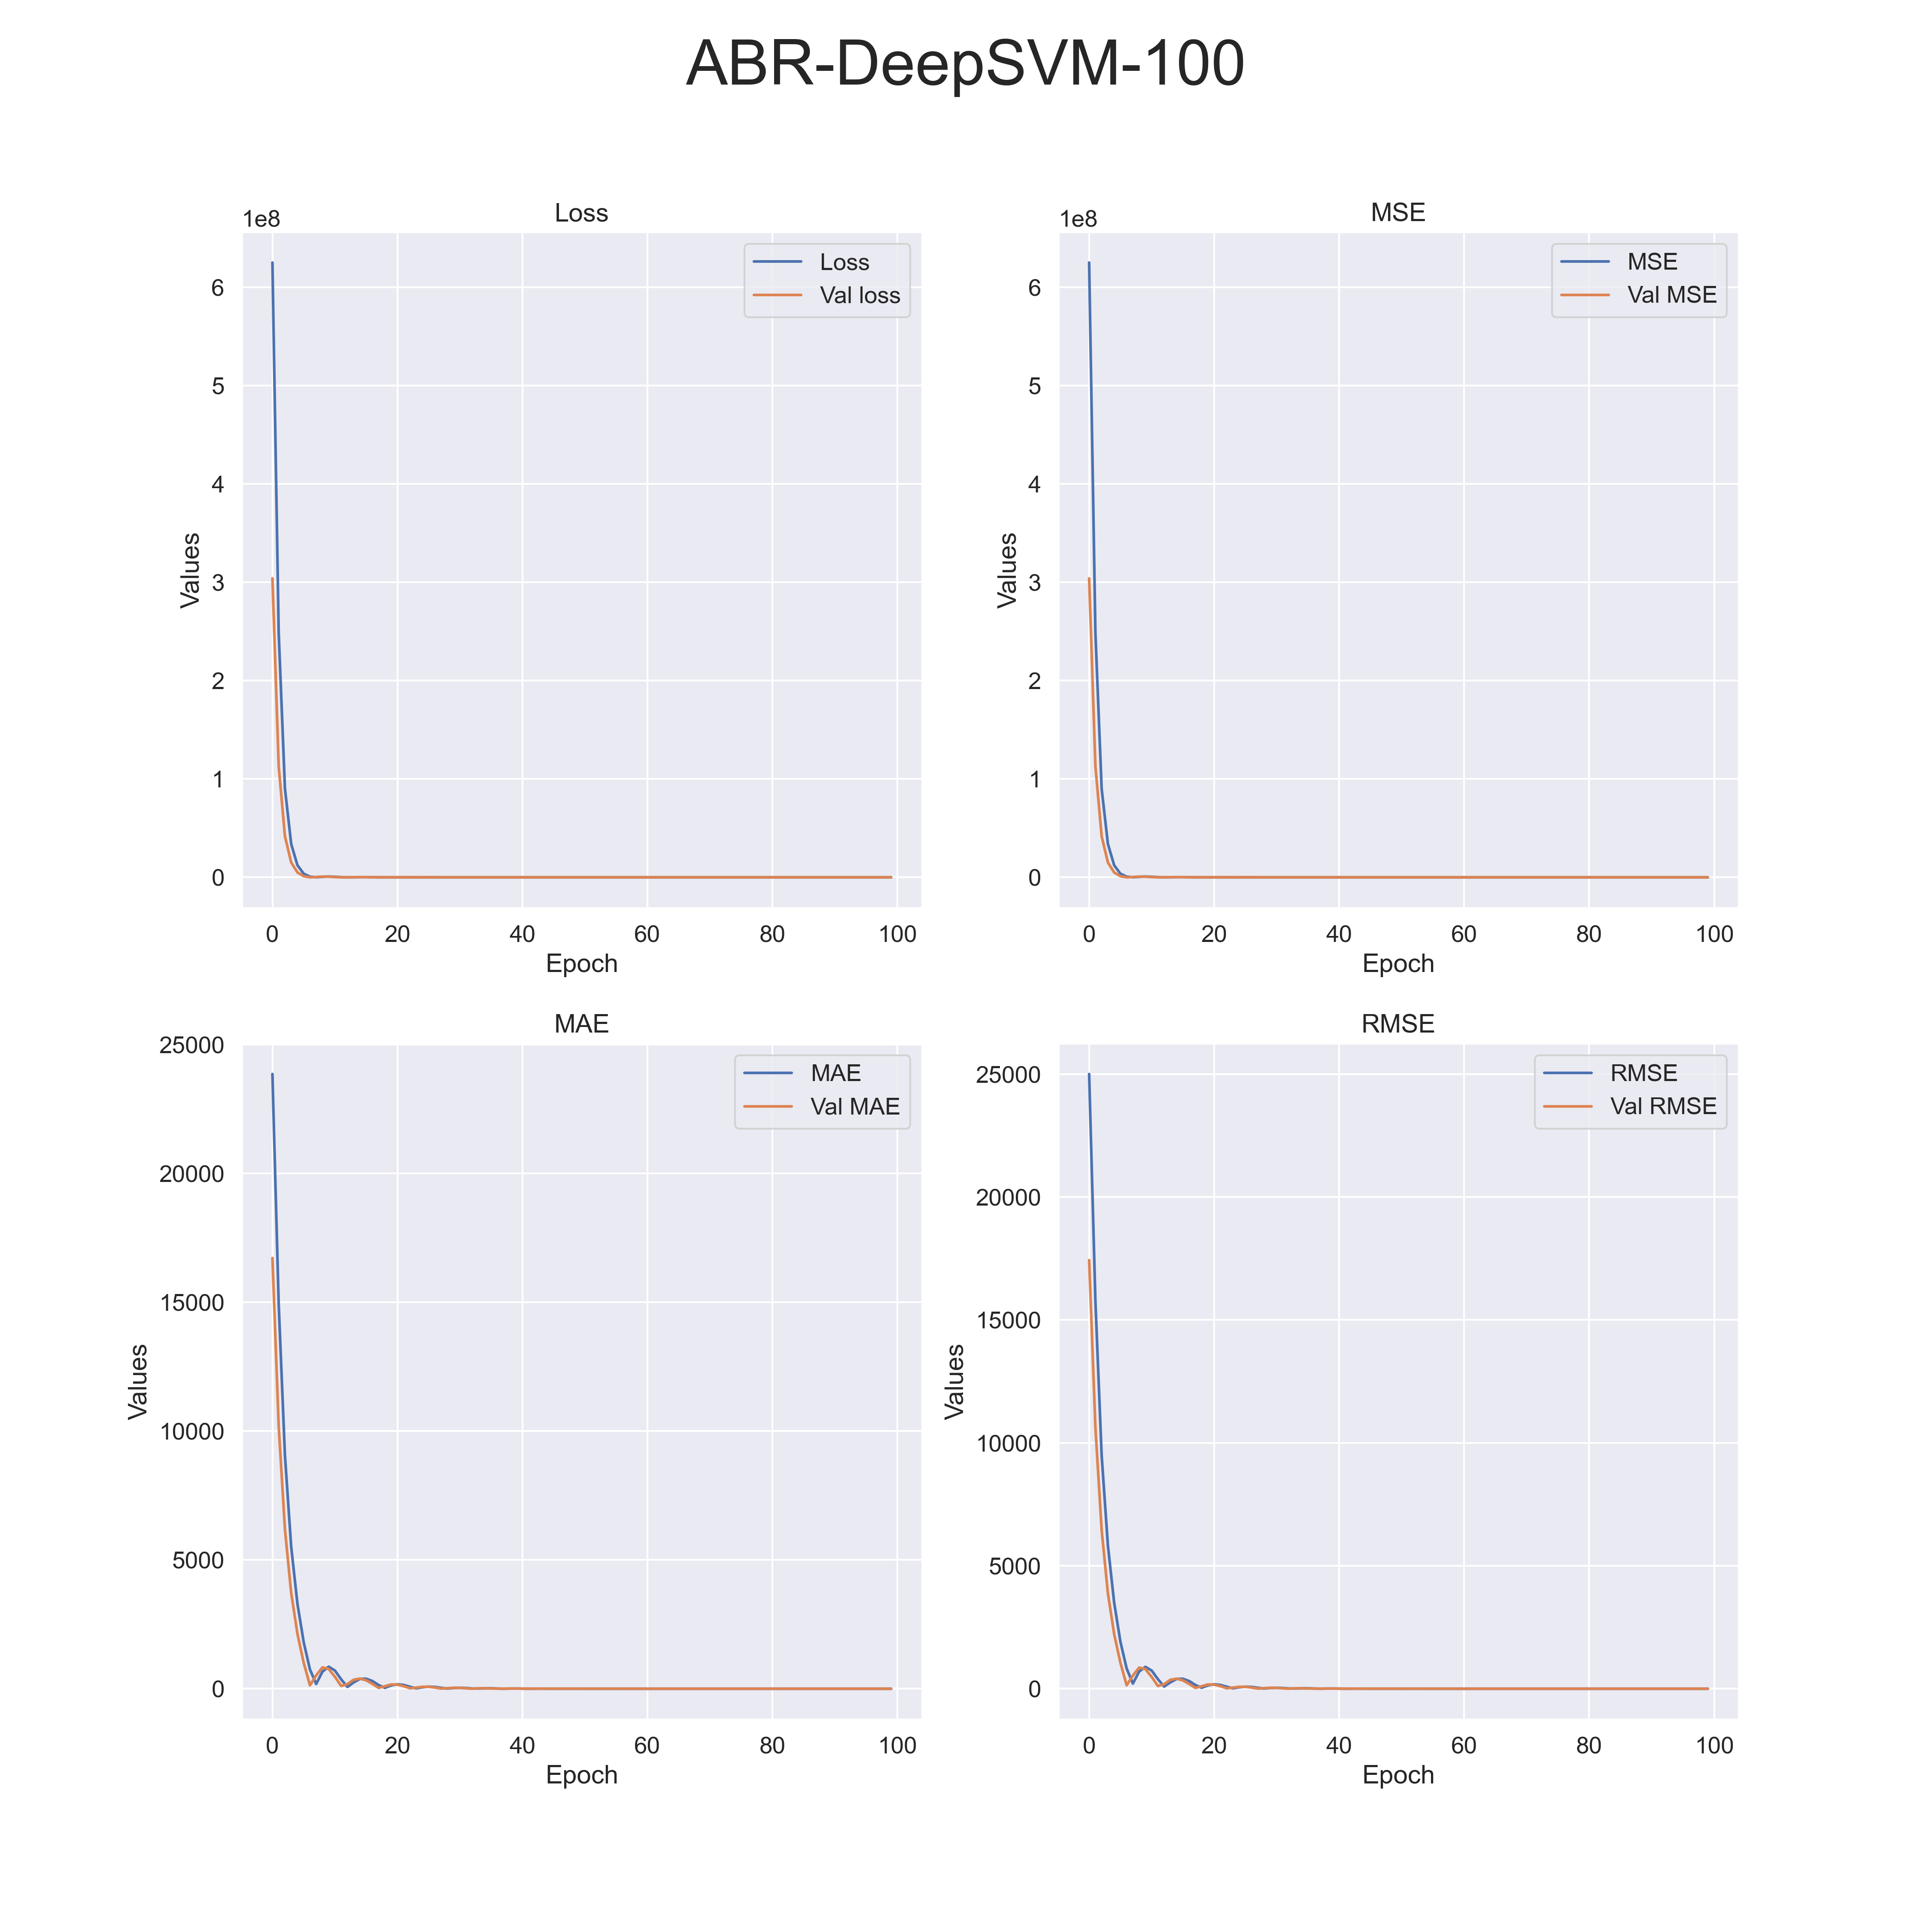 ABR-DeepSVM-100
Loss
1e8
Loss
Val loss
6
5
4
3
2
1
0
Values
0 20 40 60 80 100
Epoch
MSE
1e8
MSE
Val MSE
6
5
4
3
2
1
0
Values
0 20 40 60 80 100
Epoch
MAE
MAE
Val MAE
25000
20000
15000
10000
5000
0
Values
0 20 40 60 80 100
Epoch
RMSE
RMSE
Val RMSE
25000
20000
15000
10000
5000
0
Values
0 20 40 60 80 100
Epoch